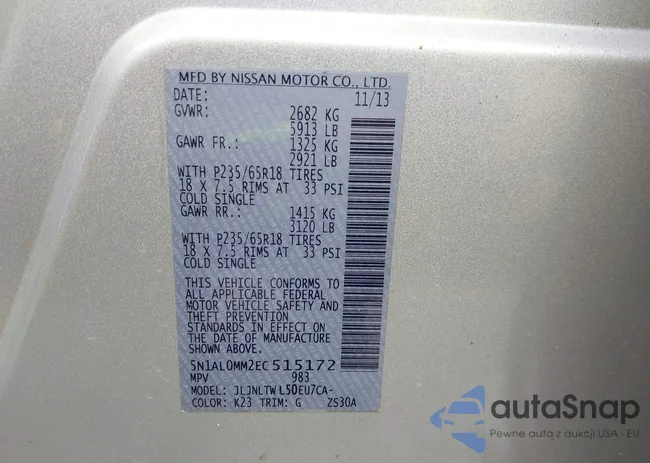 MFD BY NISSAN MOTOR CO., LTD.
DATE: 11/13
GVWR: 2682 KG
5913 LB
GAWR FR.: 1325 KG
2921 LB
WITH P235/65R18 TIRES
18 X 7.5 RIMS AT 33 PSI
COLD SINGLE
GAWR RR.: 1415 KG
3120 LB
WITH P235/65R18 TIRES
18 X 7.5 RIMS AT 33 PSI
COLD SINGLE
THIS VEHICLE CONFORMS TO
ALL APPLICABLE FEDERAL
MOTOR VEHICLE SAFETY AND
THEFT PREVENTION
STANDARDS IN EFFECT ON
THE DATE OF MANUFACTURE
SHOWN ABOVE.
5N1AL0MM2EC515172
MPV 983
MODEL: JLJNLTWL50EU7CA-
COLOR: K23 TRIM: G ZS30A
autoSnap
Pewne auta z aukcji USA i EU